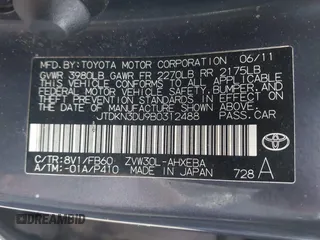 MFD. BY: TOYOTA MOTOR CORPORATION 06/11
GVWR 3980LB GAWR FR 2270LB RR 2175LB
THIS VEHICLE CONFORMS TO ALL APPLICABLE
FEDERAL MOTOR VEHICLE SAFETY, BUMPER, AND
THEFT PREVENTION STANDARDS IN EFFECT ON
THE DATE OF MANUFACTURE SHOWN ABOVE.
JTDKN3DU9B0312488 PASS.CAR
C/TR:8V1/FB60 ZVW30L-AHXEBA
A/TM:-01A/P410 MADE IN JAPAN
728 A
TOYOTA
DREAMBID